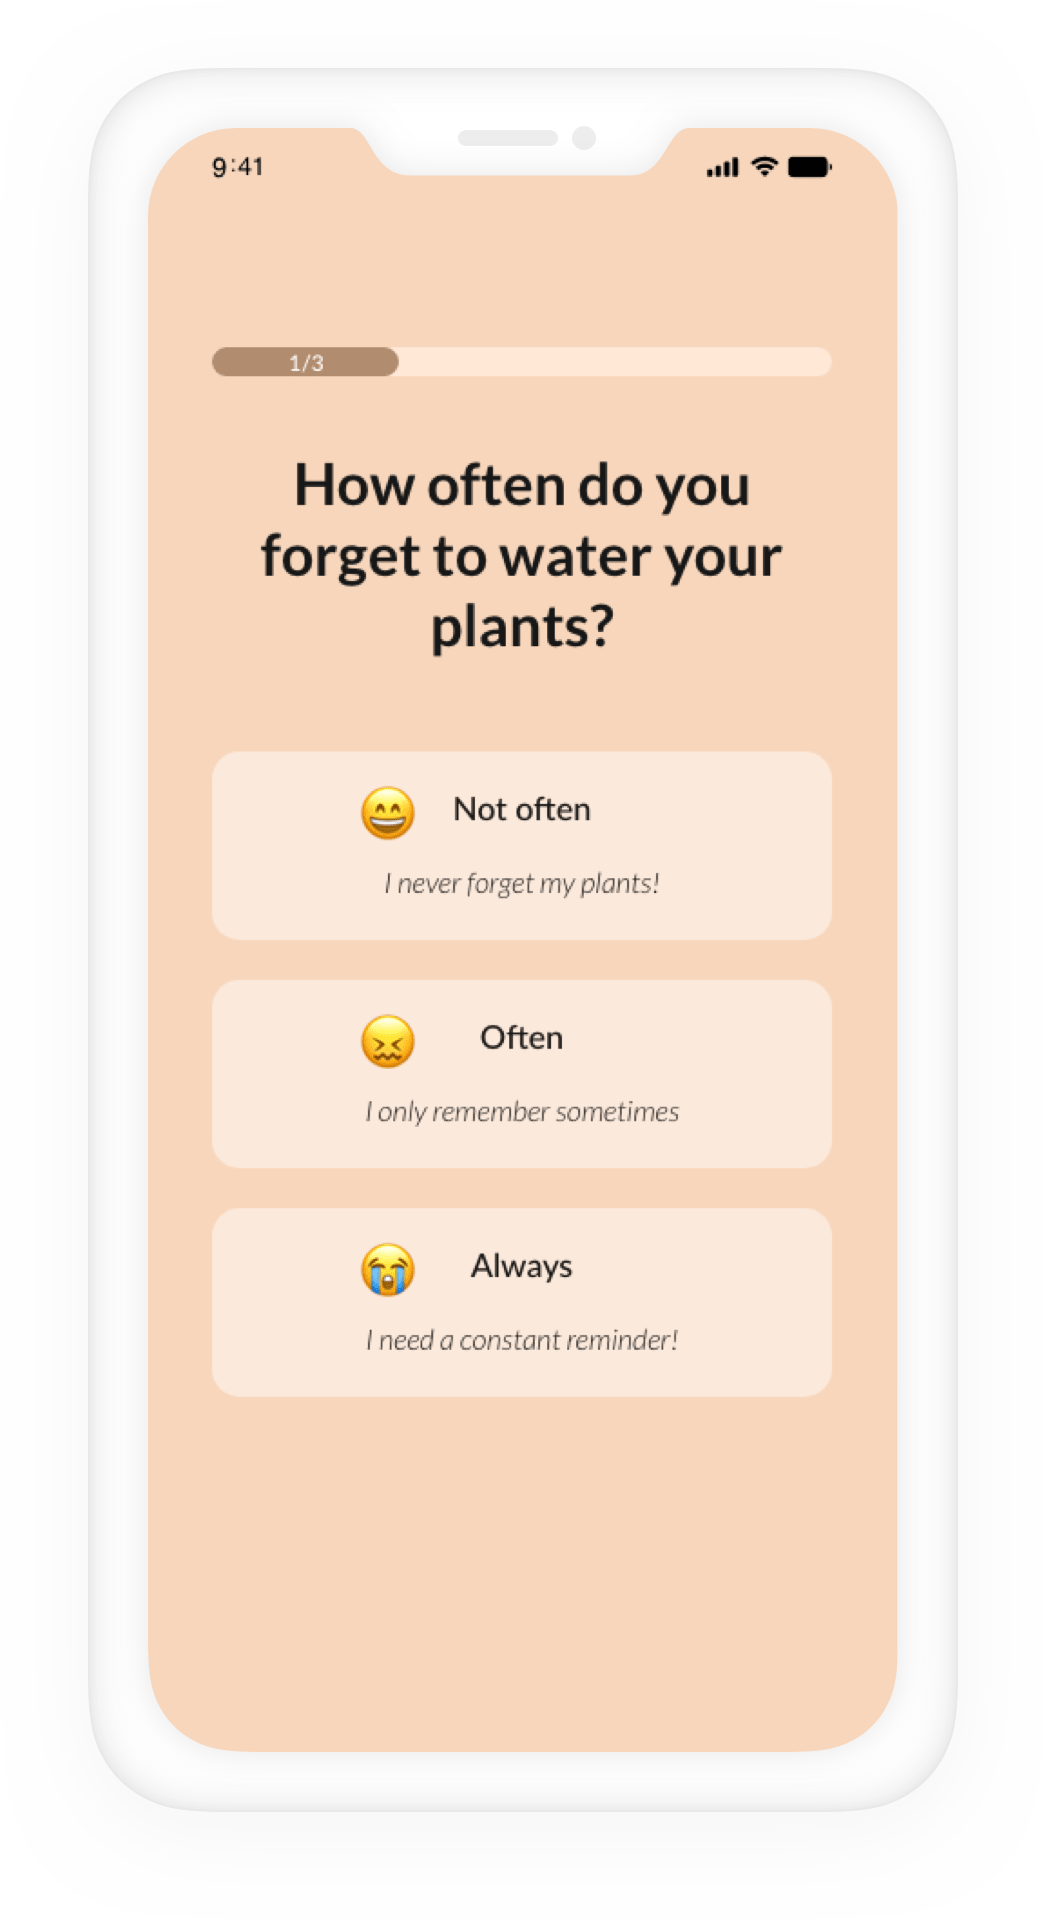 9:41
1/3
How often do you
forget to water your
plants?
Not often
I never forget my plants!
Often
I only remember sometimes
Always
I need a constant reminder!